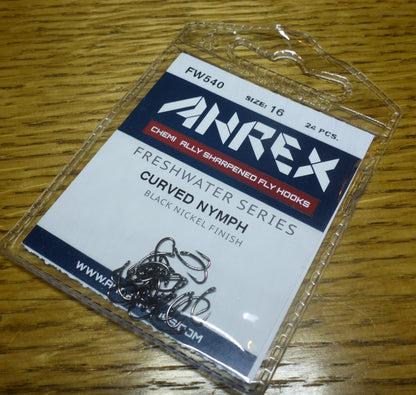 FW540 SIZE: 16 24 PCS.
AHREX
CHEMICALLY SHARPENED FLY HOOKS
FRESHWATER SERIES
CURVED NYMPH
BLACK NICKEL FINISH